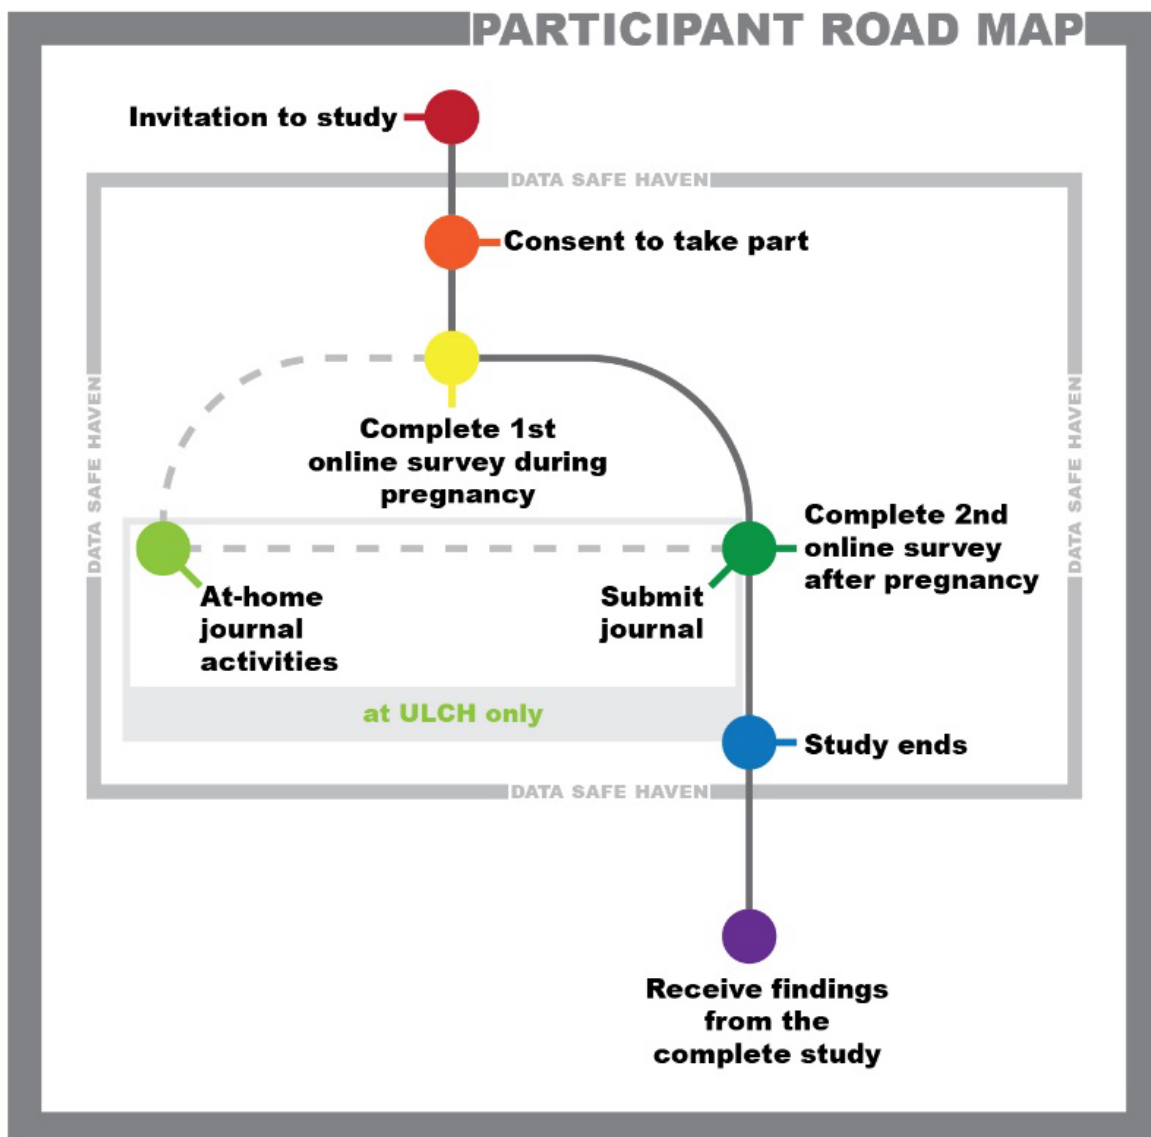 PARTICIPANT ROAD MAP
Invitation to study
DATA SAFE HAVEN
Consent to take part
DATA SAFE HAVEN
DATA SAFE HAVEN
Complete 1st
online survey during
pregnancy
Complete 2nd
online survey
after pregnancy
At-home
journal
activities
Submit
journal
at ULCH only
Study ends
DATA SAFE HAVEN
Receive findings
from the
complete study